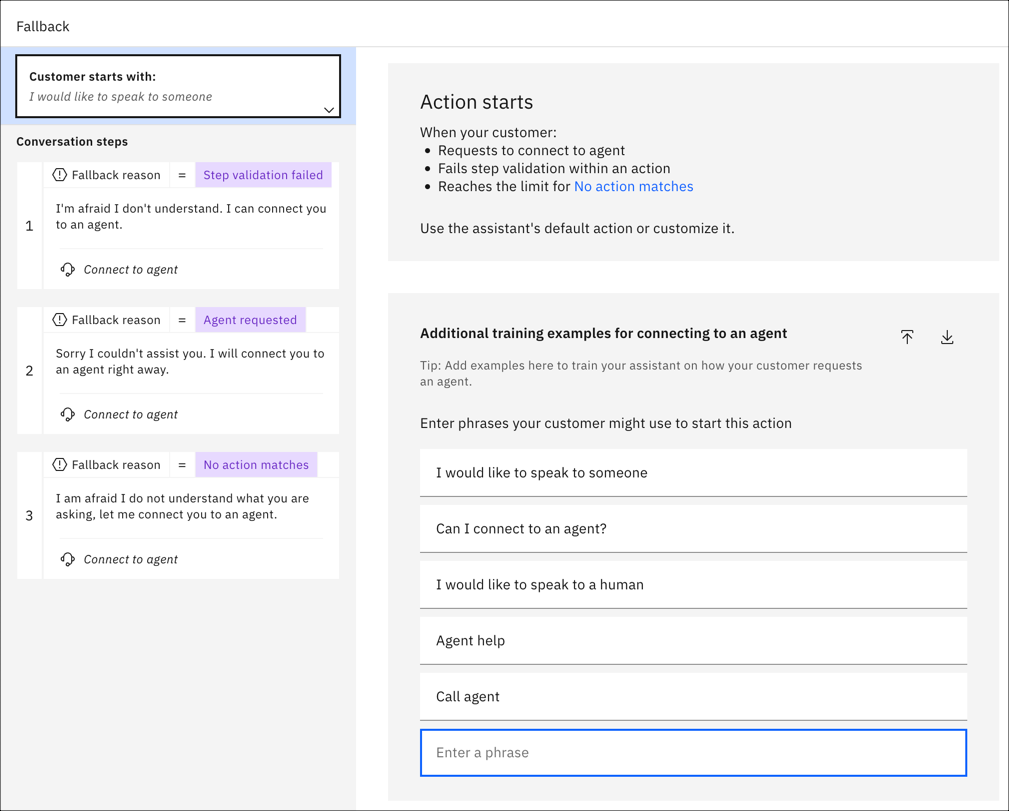 Fallback
Customer starts with:
I would like to speak to someone
Conversation steps
1
Fallback reason = Step validation failed
I'm afraid I don't understand. I can connect you
to an agent.
Connect to agent
2
Fallback reason = Agent requested
Sorry I couldn't assist you. I will connect you to
an agent right away.
Connect to agent
3
Fallback reason = No action matches
I am afraid I do not understand what you are
asking, let me connect you to an agent.
Connect to agent
Action starts
When your customer:
• Requests to connect to agent
• Fails step validation within an action
• Reaches the limit for No action matches
Use the assistant's default action or customize it.
Additional training examples for connecting to an agent
Tip: Add examples here to train your assistant on how your customer requests
an agent.
Enter phrases your customer might use to start this action
I would like to speak to someone
Can I connect to an agent?
I would like to speak to a human
Agent help
Call agent
Enter a phrase